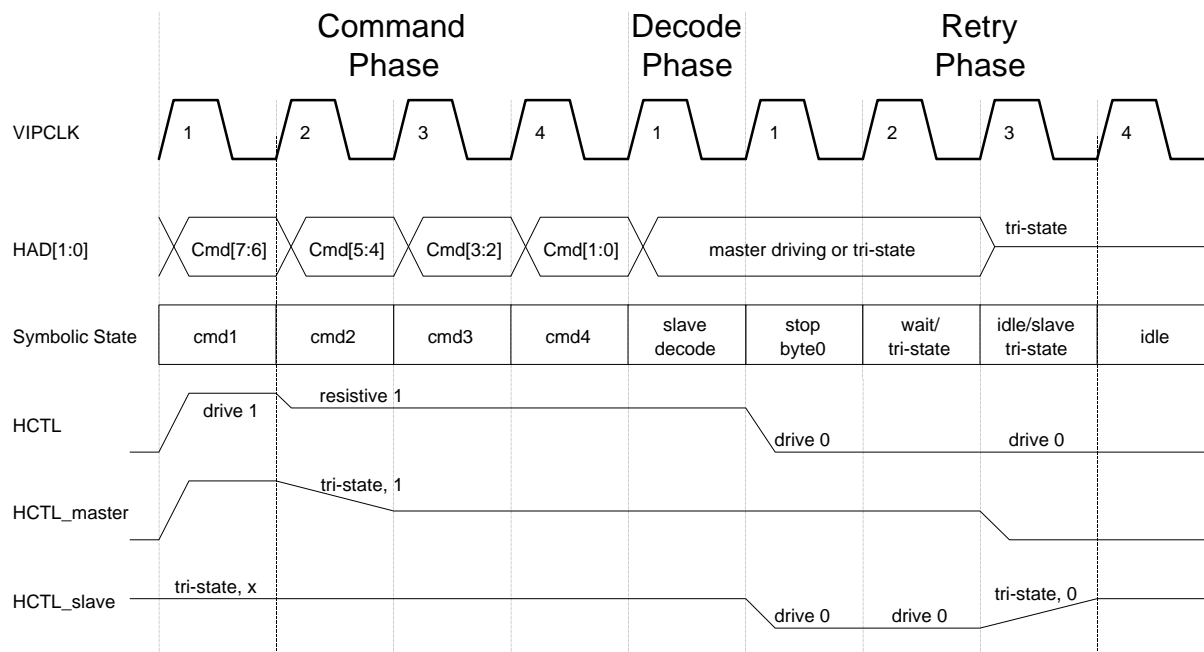 Command Phase
Decode Phase
Retry Phase
VIPCLK
1 2 3 4 1 1 2 3 4
HAD[1:0]
Cmd[7:6] Cmd[5:4] Cmd[3:2] Cmd[1:0] master driving or tri-state tri-state
Symbolic State
cmd1 cmd2 cmd3 cmd4
slave
decode
stop
byte0
wait/
tri-state
idle/slave
tri-state
idle
HCTL
drive 1 resistive 1 drive 0 drive 0
HCTL_master
tri-state, 1
HCTL_slave
tri-state, x drive 0 drive 0 tri-state, 0